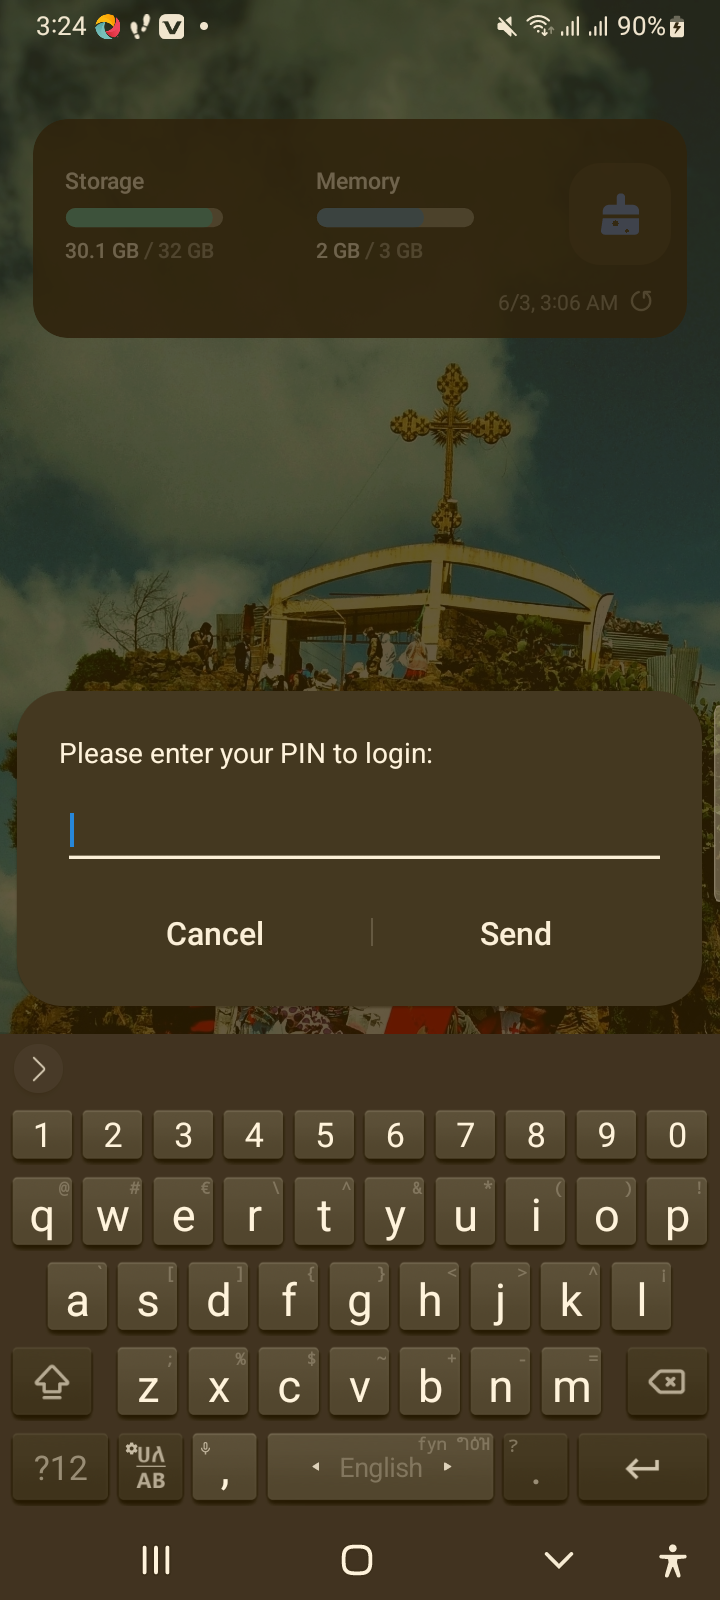 3:24 90%
Storage Memory
30.1 GB / 32 GB 2 GB / 3 GB
6/3, 3:06 AM
Please enter your PIN to login:
Cancel Send
1 2 3 4 5 6 7 8 9 0
@ # € \ ^ & * ( ) !
q w e r t y u i o p
` [ ] { } < > ^ ¡
a s d f g h j k l
; % $ ~ + - =
z x c v b n m
fyn ?
?12 AB , English .